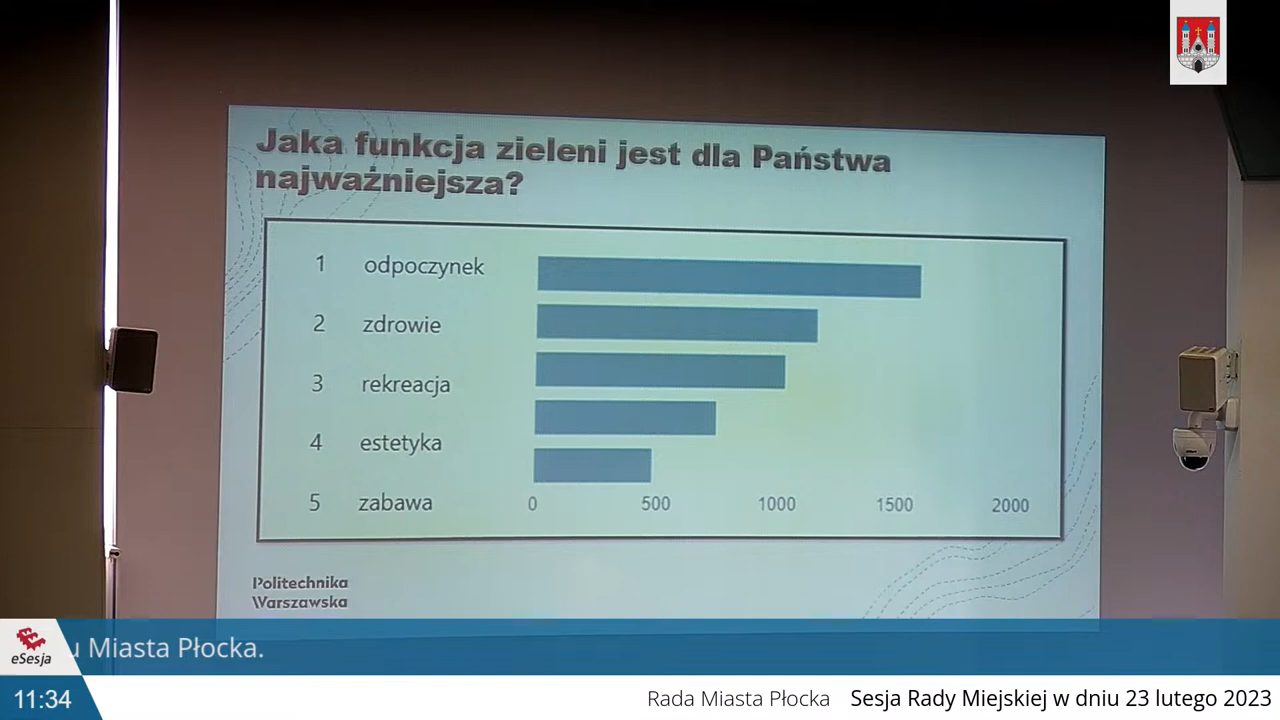 Jaka funkcja zieleni jest dla Państwa
najważniejsza?
1 odpoczynek
2 zdrowie
3 rekreacja
4 estetyka
5 zabawa
0 500 1000 1500 2000
Politechnika
Warszawska
u Miasta Płocka.
eSesja
11:34
Rada Miasta Płocka Sesja Rady Miejskiej w dniu 23 lutego 2023